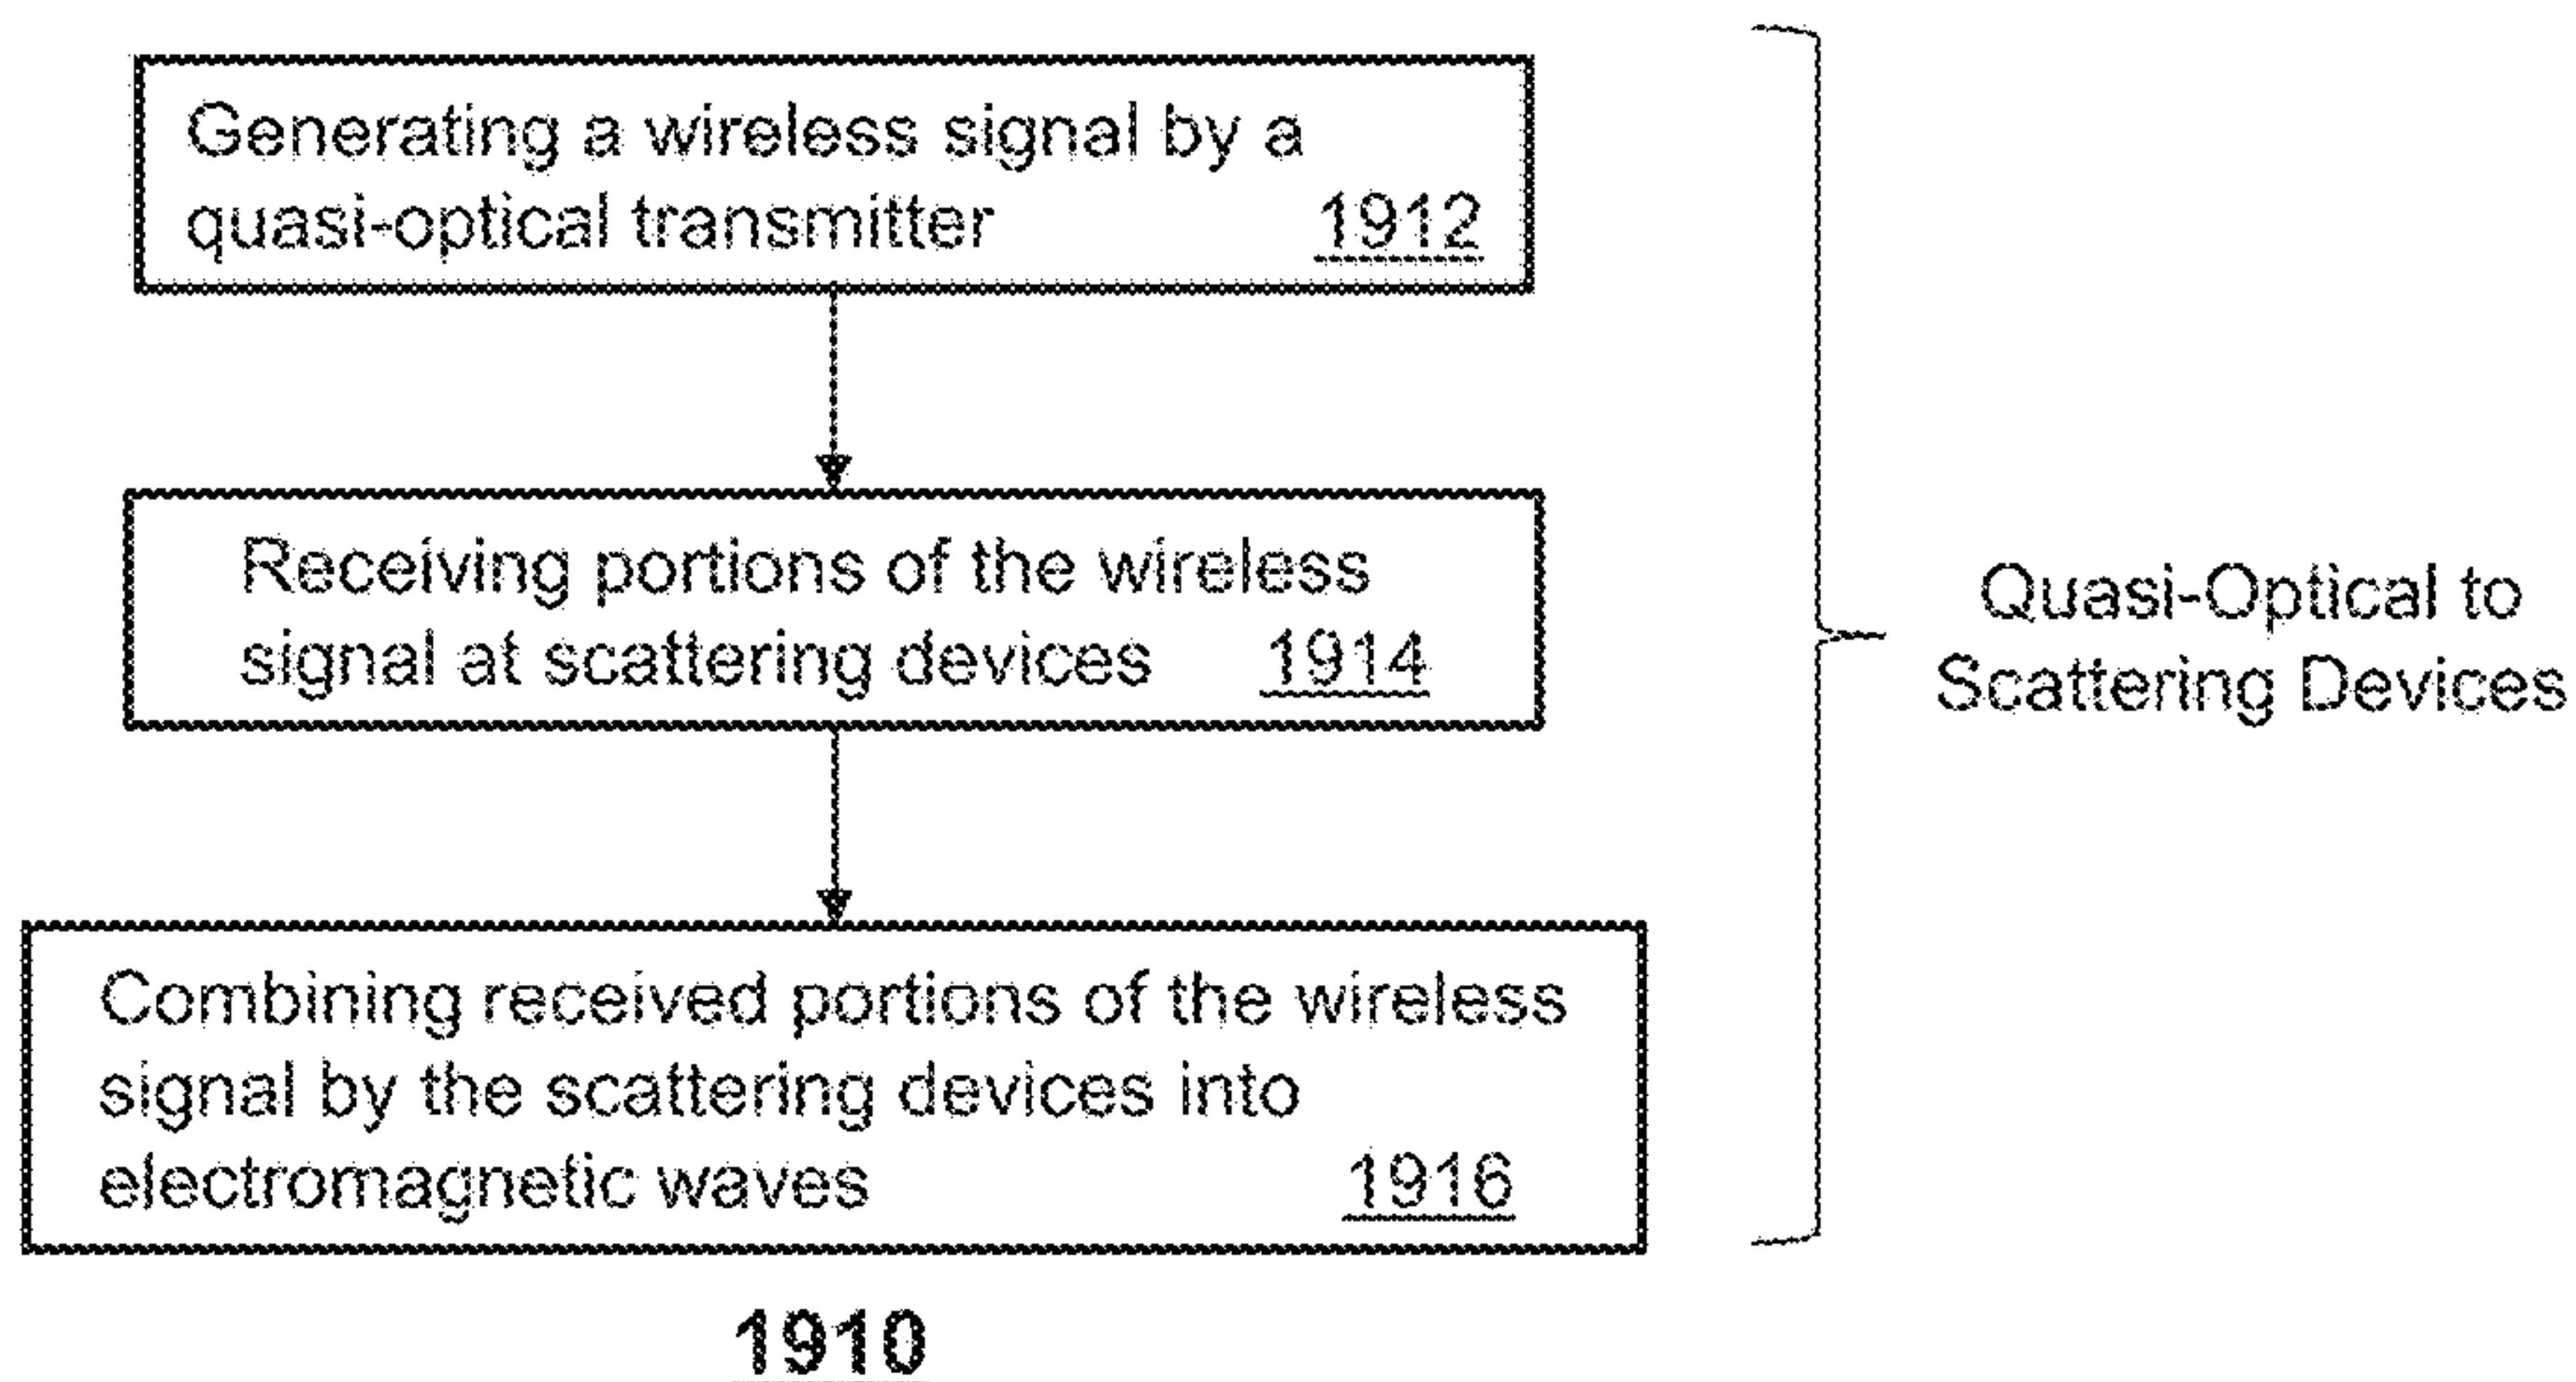 Generating a wireless signal by a
quasi-optical transmitter 1912
Receiving portions of the wireless
signal at scattering devices 1914
Quasi-Optical to
Scattering Devices
Combining received portions of the wireless
signal by the scattering devices into
electromagnetic waves 1916
1910